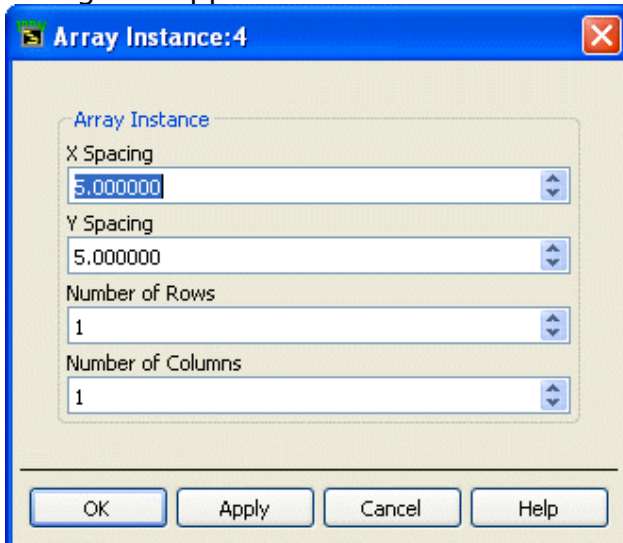 Array Instance:4
Array Instance
X Spacing
5.000000
Y Spacing
5.000000
Number of Rows
1
Number of Columns
1
OK Apply Cancel Help